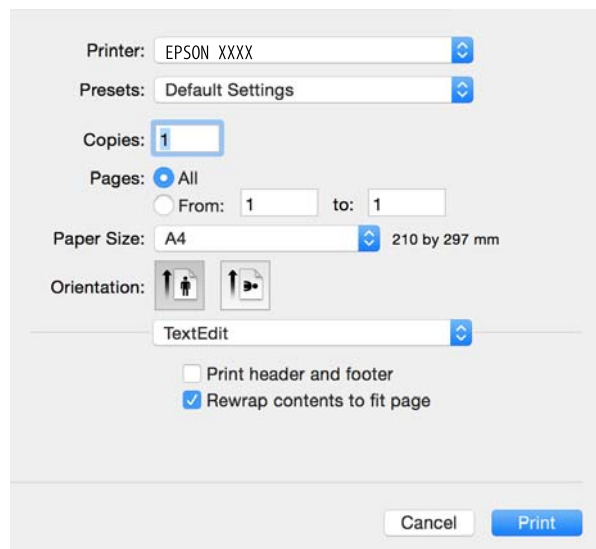 Printer: EPSON XXXX
Presets: Default Settings
Copies: 1
Pages: All
From: 1 to: 1
Paper Size: A4 210 by 297 mm
Orientation:
TextEdit
Print header and footer
Rewrap contents to fit page
Cancel Print